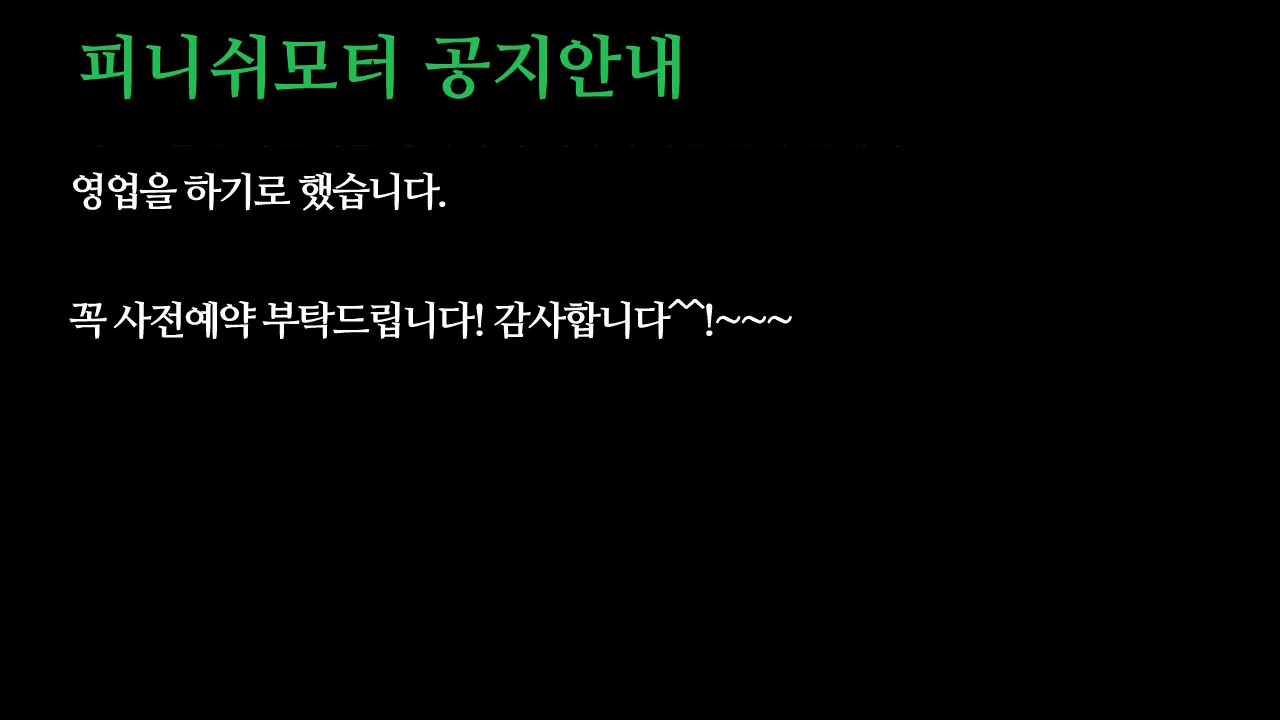 피니쉬모터 공지안내
영업을 하기로 했습니다.
꼭 사전예약 부탁드립니다! 감사합니다^^!~~~